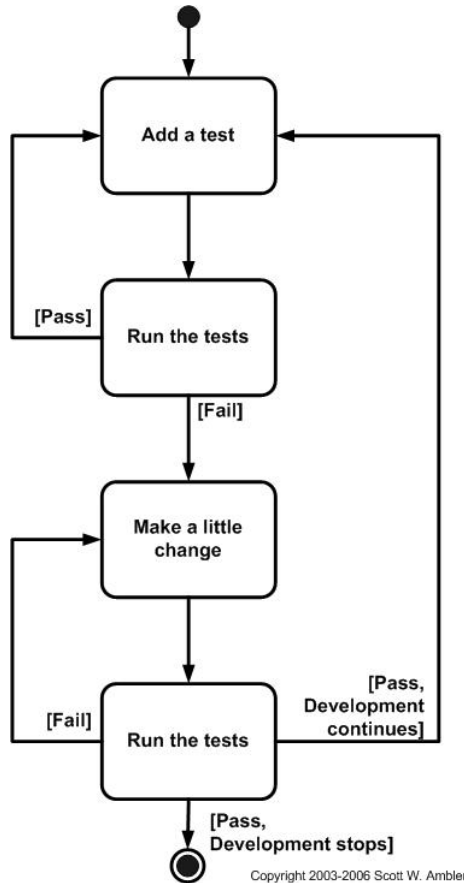 Add a test
[Pass]
Run the tests
[Fail]
Make a little
change
[Fail]
Run the tests
[Pass,
Development
continues]
[Pass,
Development stops]
Copyright 2003-2006 Scott W. Ambler